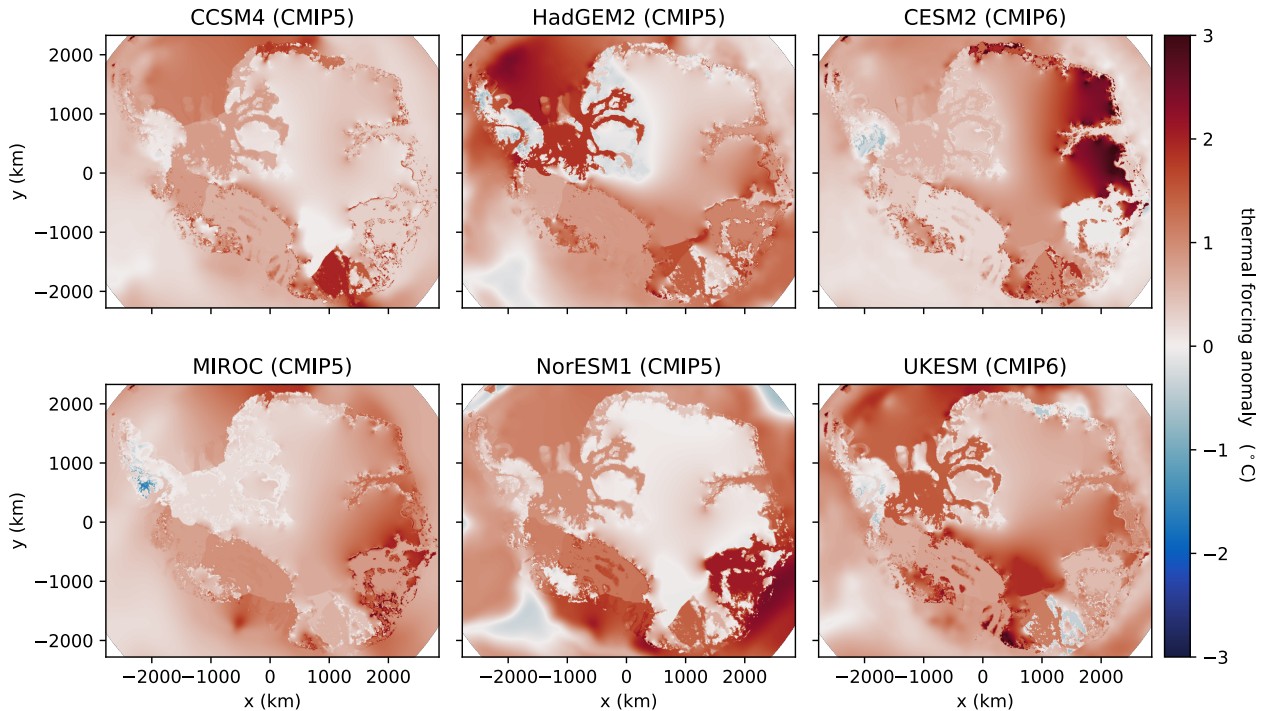 CCSM4 (CMIP5)
HadGEM2 (CMIP5)
CESM2 (CMIP6)
2000
1000
0
−1000
−2000
y (km)
3
2
1
0
−1
−2
−3
thermal forcing anomaly (°C)
MIROC (CMIP5)
NorESM1 (CMIP5)
UKESM (CMIP6)
2000
1000
0
−1000
−2000
y (km)
−2000 −1000 0 1000 2000
−2000 −1000 0 1000 2000
−2000 −1000 0 1000 2000
x (km)
x (km)
x (km)